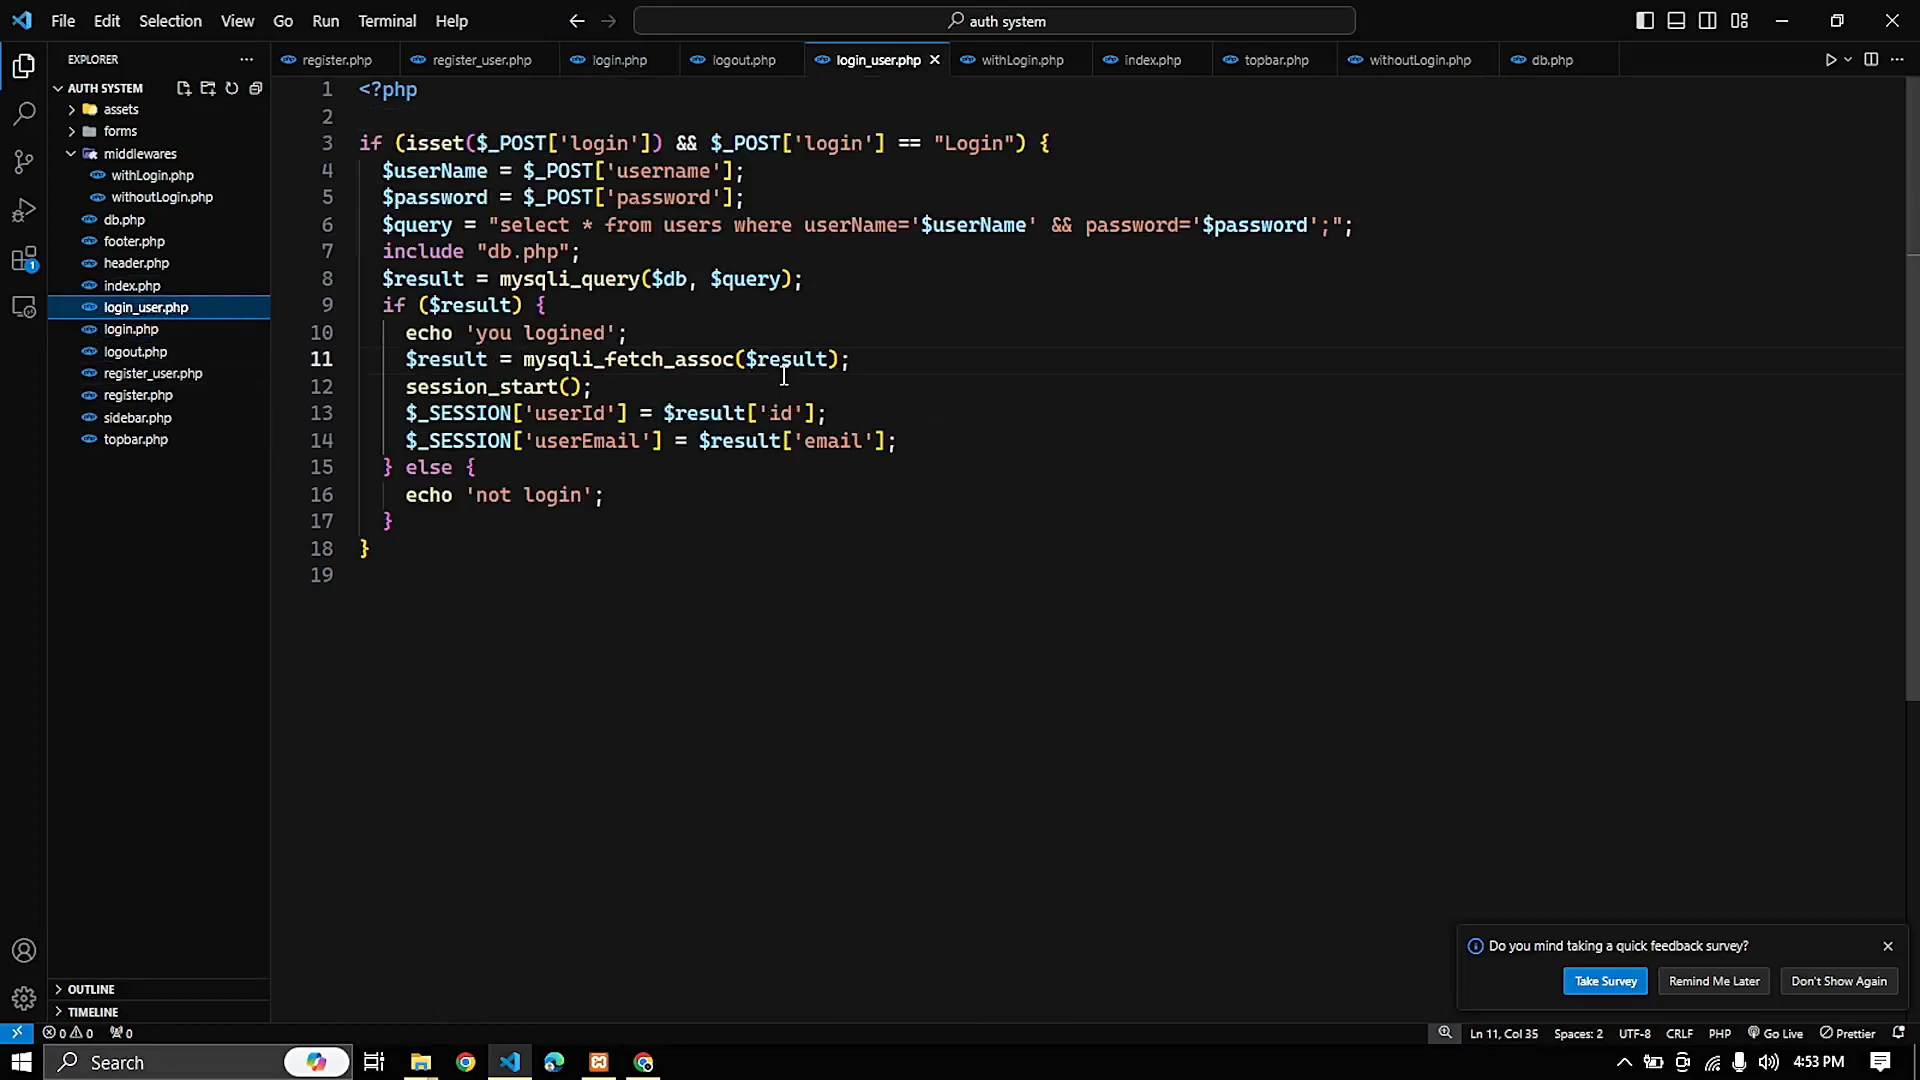 File Edit Selection View Go Run Terminal Help
auth system
EXPLORER
register.php
register_user.php
login.php
logout.php
login_user.php
withLogin.php
index.php
topbar.php
withoutLogin.php
db.php
AUTH SYSTEM
assets
forms
middlewares
withLogin.php
withoutLogin.php
db.php
footer.php
header.php
index.php
login_user.php
login.php
logout.php
register_user.php
register.php
sidebar.php
topbar.php
OUTLINE
TIMELINE
1 <?php
2
3 if (isset($_POST['login']) && $_POST['login'] == "Login") {
4 $userName = $_POST['username'];
5 $password = $_POST['password'];
6 $query = "select * from users where userName='$userName' && password='$password';";
7 include "db.php";
8 $result = mysqli_query($db, $query);
9 if ($result) {
10 echo 'you logined';
11 $result = mysqli_fetch_assoc($result);
12 session_start();
13 $_SESSION['userId'] = $result['id'];
14 $_SESSION['userEmail'] = $result['email'];
15 } else {
16 echo 'not login';
17 }
18 }
19
1
Do you mind taking a quick feedback survey?
Take Survey
Remind Me Later
Don't Show Again
0 0 0
Ln 11, Col 35 Spaces: 2 UTF-8 CRLF PHP Go Live Prettier
Search
4:53 PM